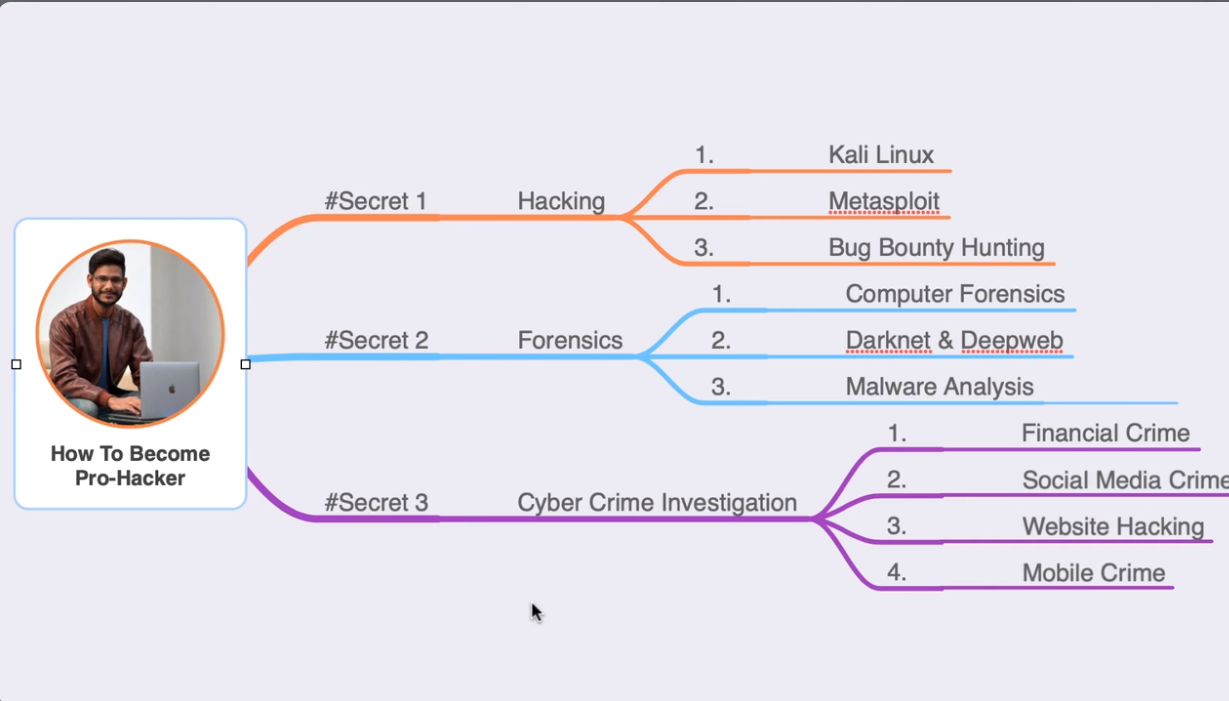 1. Kali Linux
#Secret 1 Hacking 2. Metasploit
3. Bug Bounty Hunting
1. Computer Forensics
#Secret 2 Forensics 2. Darknet & Deepweb
3. Malware Analysis
How To Become
Pro-Hacker
1. Financial Crime
2. Social Media Crime
#Secret 3 Cyber Crime Investigation
3. Website Hacking
4. Mobile Crime